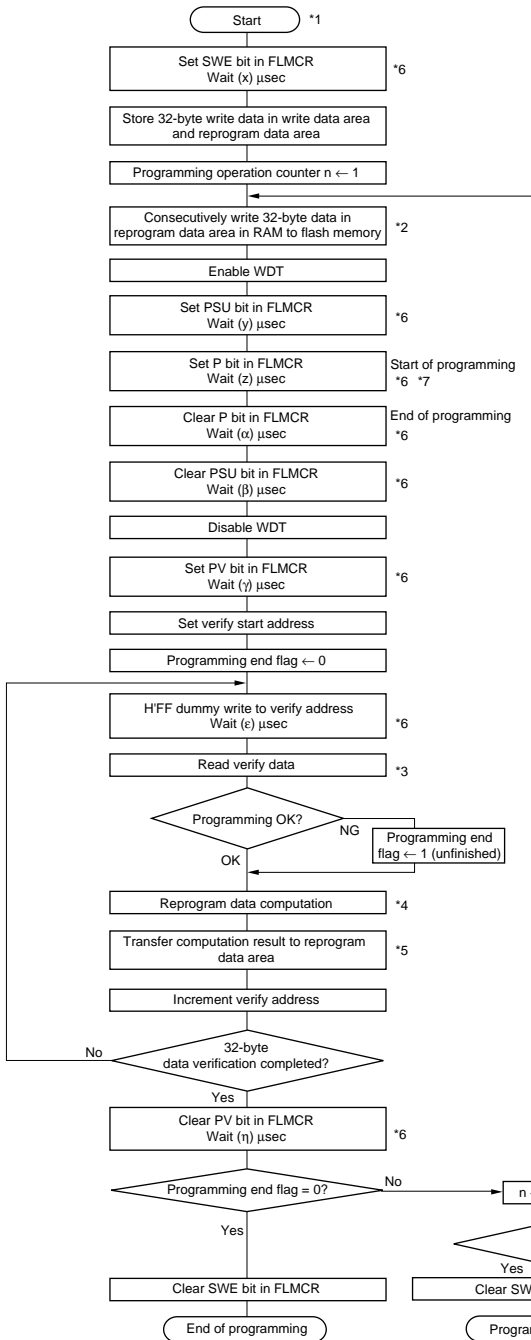 Start *1
Set SWE bit in FLMCR
Wait (x) μsec
*6
Store 32-byte write data in write data area
and reprogram data area
Programming operation counter n ← 1
Consecutively write 32-byte data in
reprogram data area in RAM to flash memory
*2
Enable WDT
Set PSU bit in FLMCR
Wait (y) μsec
*6
Set P bit in FLMCR
Wait (z) μsec
Start of programming
*6 *7
Clear P bit in FLMCR
Wait (α) μsec
End of programming
*6
Clear PSU bit in FLMCR
Wait (β) μsec
*6
Disable WDT
Set PV bit in FLMCR
Wait (γ) μsec
*6
Set verify start address
Programming end flag ← 0
H'FF dummy write to verify address
Wait (ε) μsec
*6
Read verify data
*3
Programming OK?
NG
Programming end
flag ← 1 (unfinished)
OK
Reprogram data computation
*4
Transfer computation result to reprogram
data area
*5
Increment verify address
32-byte
data verification completed?
No
Yes
Clear PV bit in FLMCR
Wait (η) μsec
*6
Programming end flag = 0?
No
n
Yes
Yes
Clear SWE bit in FLMCR
Clear SW
End of programming
Progra